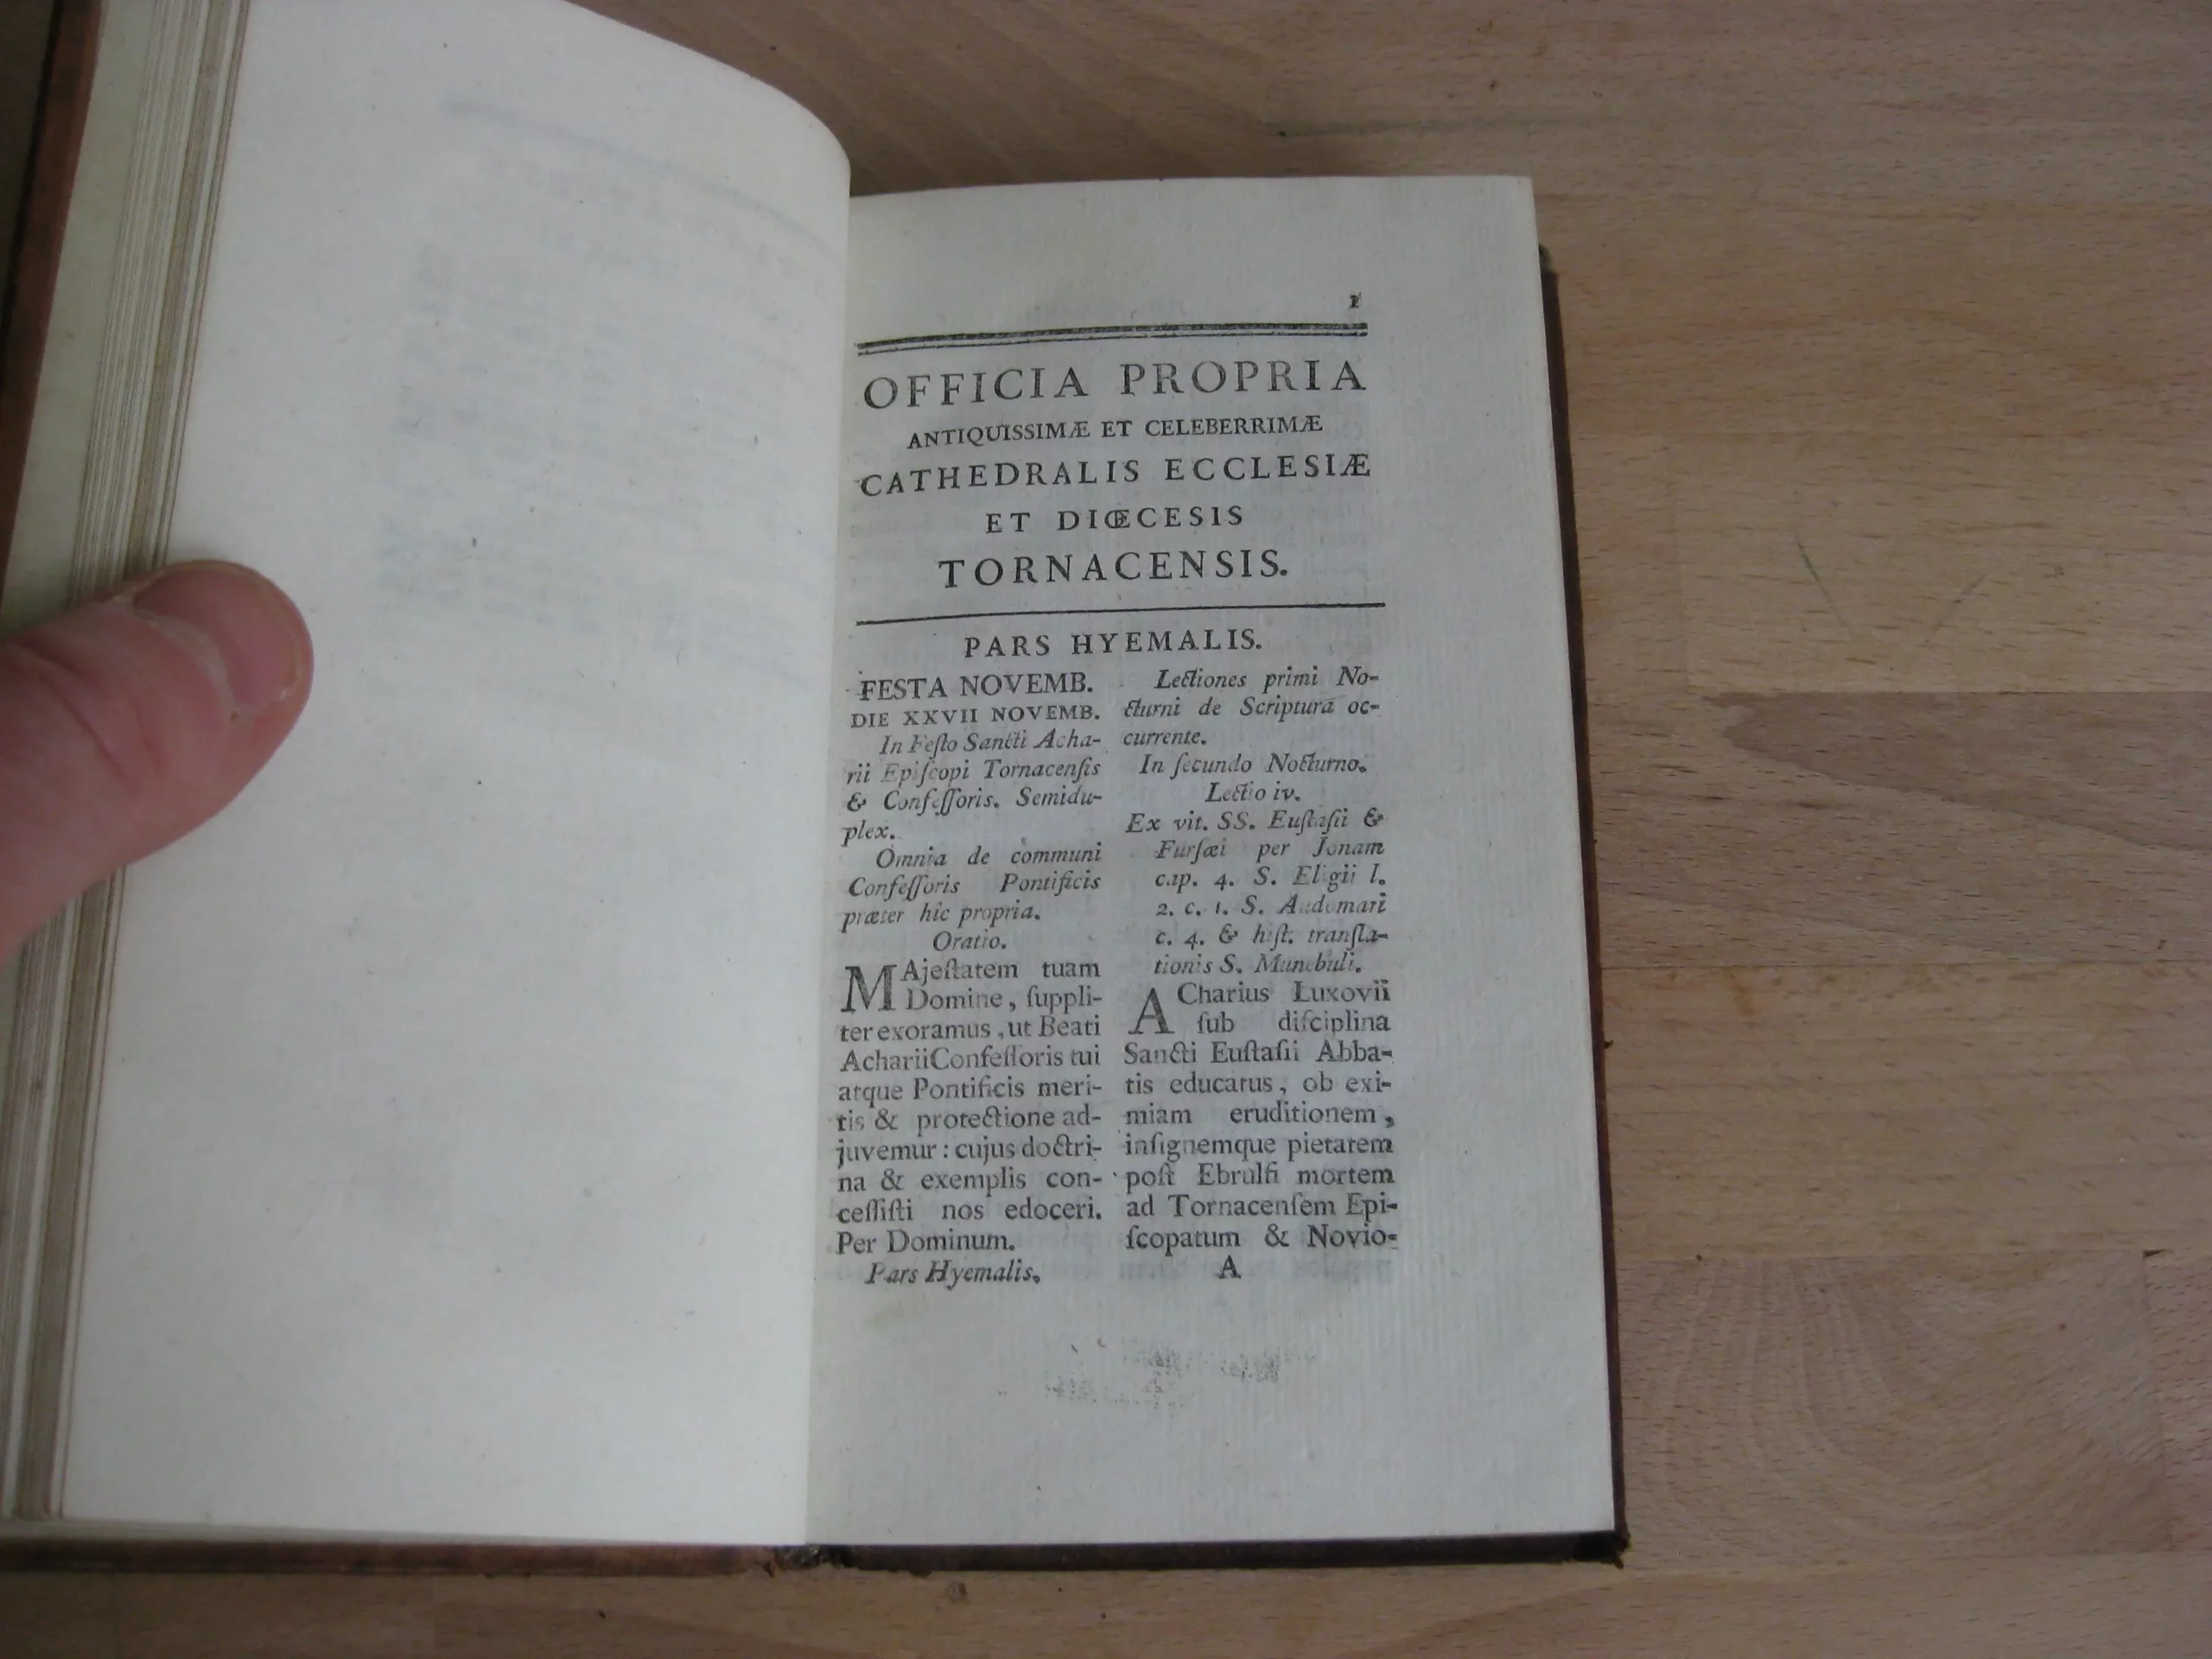 1
OFFICIA PROPRIA
ANTIQUISSIMÆ ET CELEBERRIMÆ
CATHEDRALIS ECCLESIÆ
ET DIŒCESIS
TORNACENSIS.
PARS HYEMALIS.
FESTA NOVEMB.
DIE XXVII NOVEMB.
In Feſto Sancti Acha-
rii Epiſcopi Tornacenſis
& Confeſſoris. Semidu-
plex.
Omnia de communi
Confeſſoris Pontificis
præter hic propria.
Oratio.
MAjeſtatem tuam
Domine, ſuppli-
ter exoramus, ut Beati
Acharii Confeſſoris tui
atque Pontificis meri-
tis & protectione ad-
juvemur : cujus doctri-
na & exemplis con-
ceſſiſti nos edoceri.
Per Dominum.
Pars Hyemalis.
Lectiones primi No-
cturni de Scriptura oc-
currente.
In ſecundo Nocturno.
Lectio iv.
Ex vit. SS. Euſtaſii &
Furſæi per Jonam
cap. 4. S. Eligii l.
2. c. 1. S. Audomari
c. 4. & hiſt. tranſla-
tionis S. Munebuli.
ACharius Luxovii
ſub diſciplina
Sancti Euſtaſii Abba-
tis educatus, ob exi-
miam eruditionem,
inſignemque pietatem
poſt Ebrulfi mortem
ad Tornacenſem Epi-
ſcopatum & Novio-
A